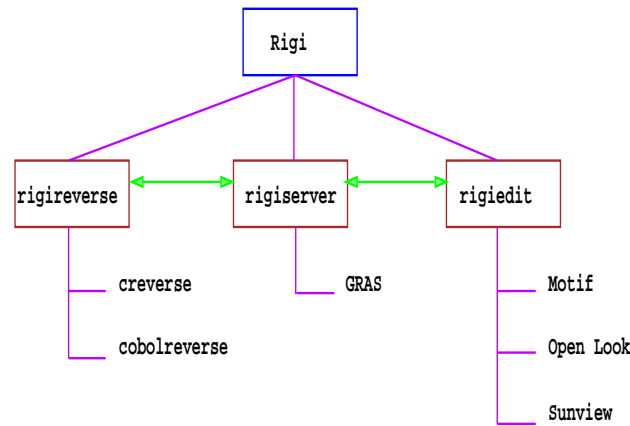 Rigi
rigireverse
rigiserver
rigiedit
creverse
GRAS
Motif
cobolreverse
Open Look
Sunview